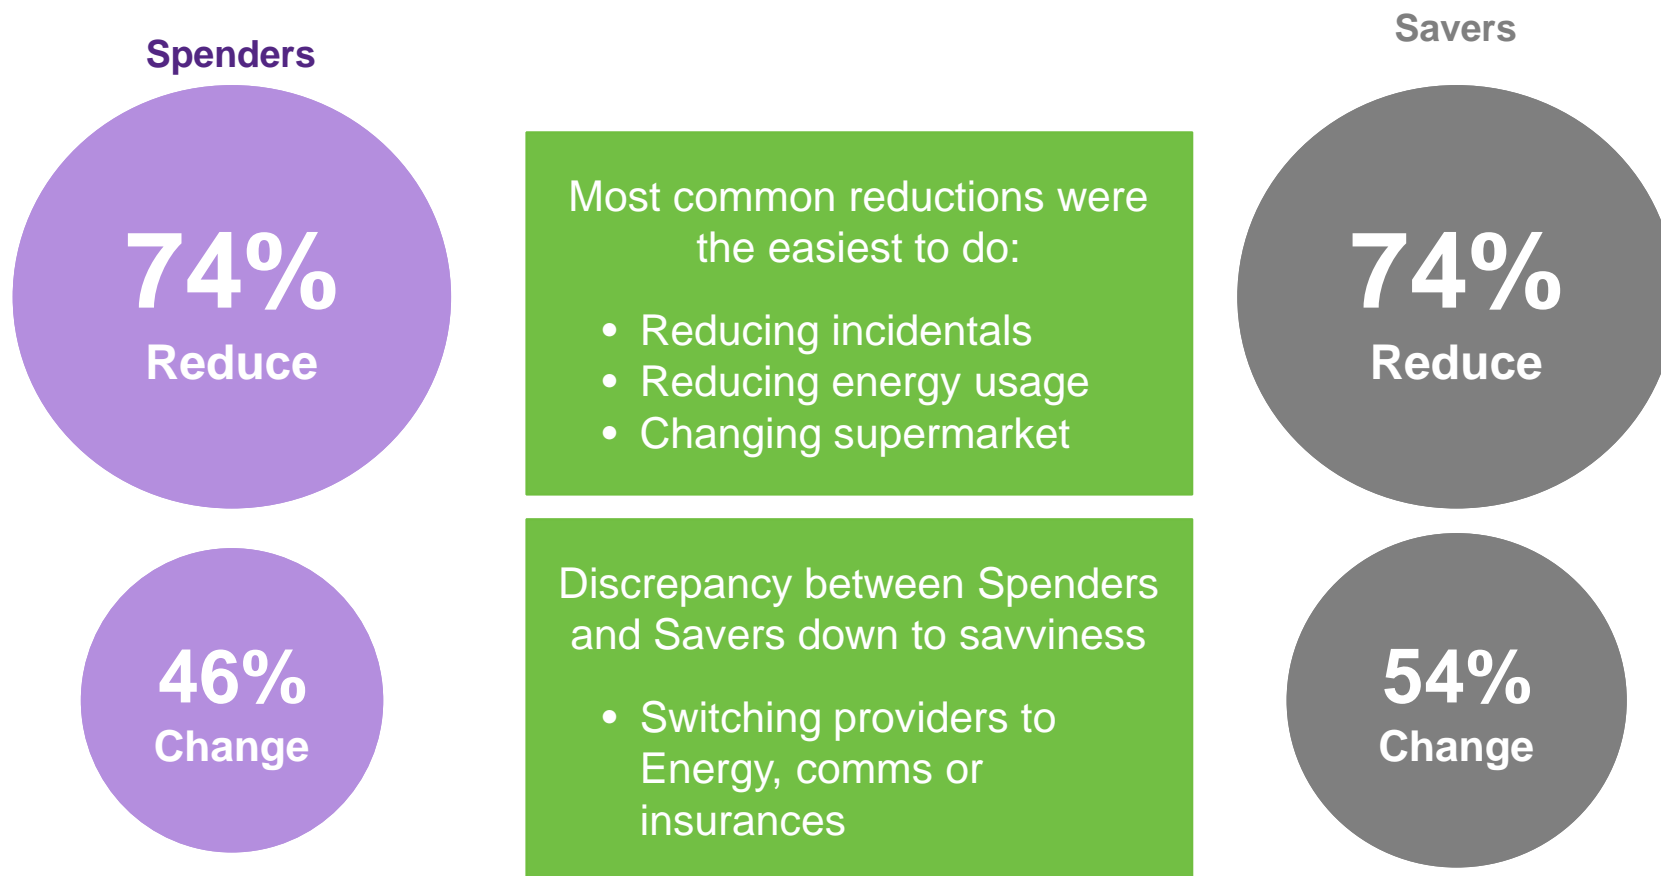 Spenders
74%
Reduce
46%
Change
Most common reductions were
the easiest to do:
• Reducing incidentals
• Reducing energy usage
• Changing supermarket
Discrepancy between Spenders
and Savers down to savviness
• Switching providers to
Energy, comms or
insurances
Savers
74%
Reduce
54%
Change